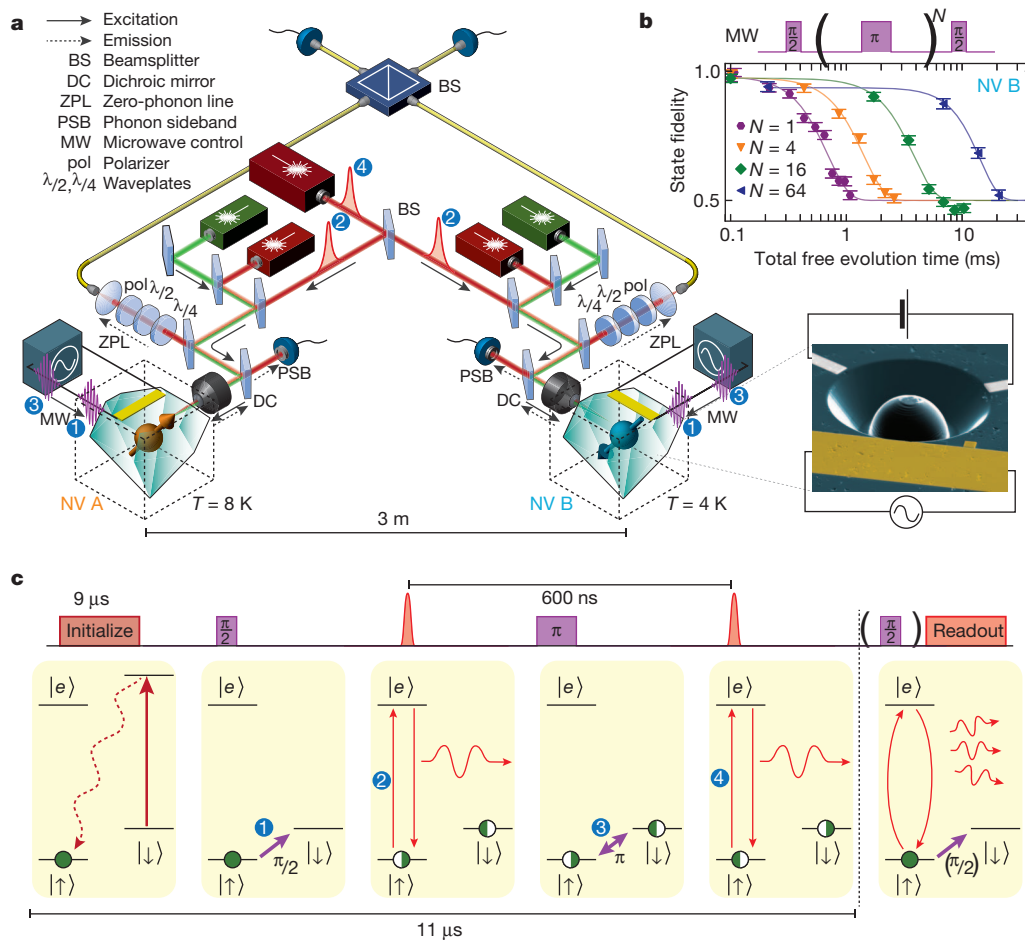 a
Excitation
Emission
BS Beamsplitter
DC Dichroic mirror
ZPL Zero-phonon line
PSB Phonon sideband
MW Microwave control
pol Polarizer
λ/2,λ/4 Waveplates
BS
4
2
2
BS
pol λ/2 λ/4
λ/4 λ/2 pol
ZPL
ZPL
PSB
PSB
DC
DC
3
MW
1
3
MW
1
NV A
T = 8 K
NV B
T = 4 K
3 m
b
MW π/2 ( π )N π/2
NV B
State fidelity
1.0
0.5
N = 1
N = 4
N = 16
N = 64
0.1 1 10
Total free evolution time (ms)
c
9 μs
600 ns
Initialize π/2 π (π/2) Readout
|e⟩ |e⟩ |e⟩ |e⟩ |e⟩ |e⟩
2 4
1 3
π/2 π (π/2)
|↓⟩ |↓⟩ |↓⟩ |↓⟩ |↓⟩ |↓⟩
|↑⟩ |↑⟩ |↑⟩ |↑⟩ |↑⟩ |↑⟩
11 μs